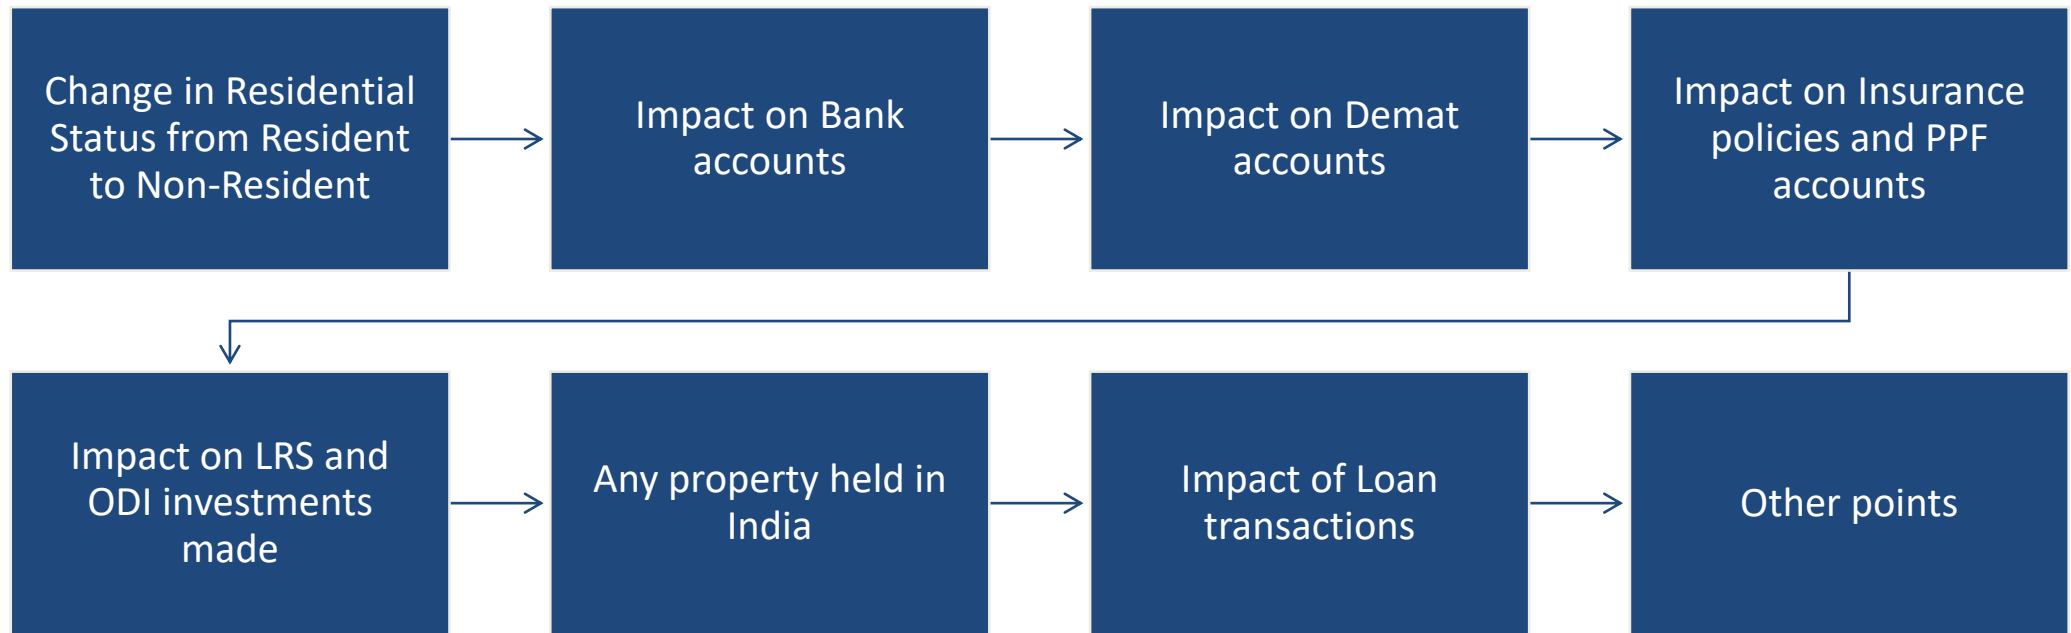 Change in Residential
Status from Resident
to Non-Resident
Impact on Bank
accounts
Impact on Demat
accounts
Impact on Insurance
policies and PPF
accounts
Impact on LRS and
ODI investments
made
Any property held in
India
Impact of Loan
transactions
Other points